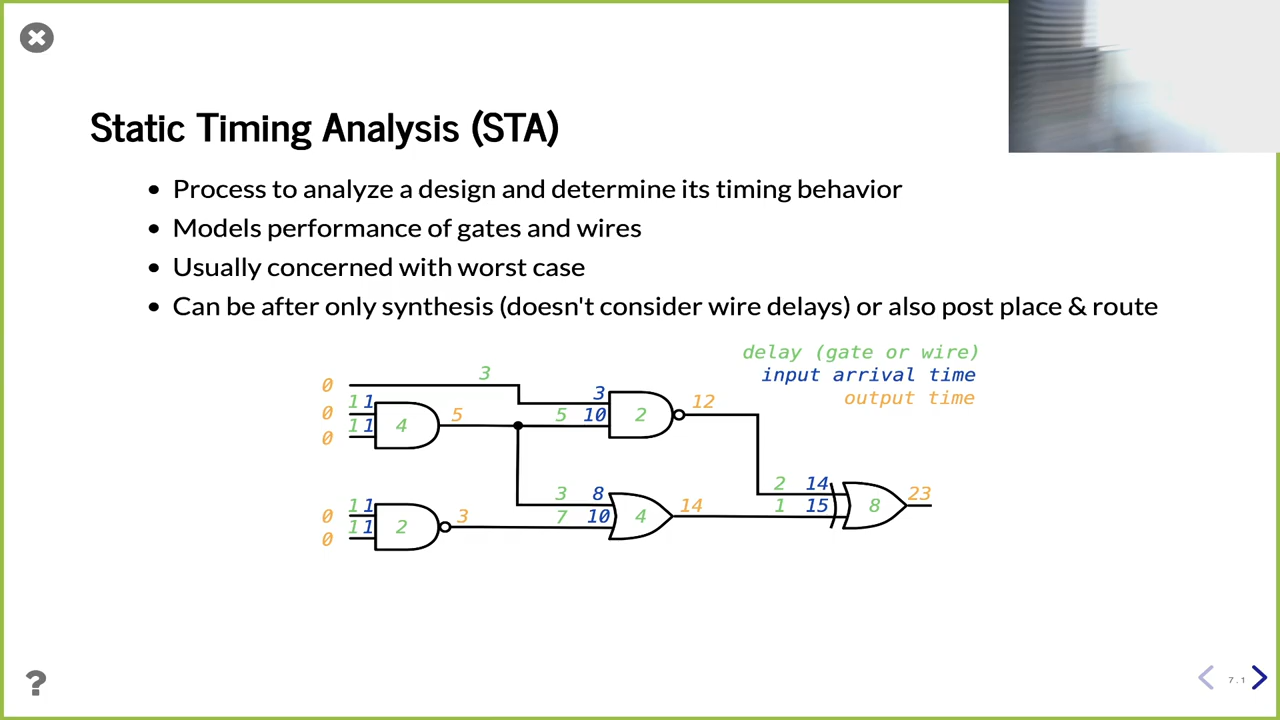 Static Timing Analysis (STA)
Process to analyze a design and determine its timing behavior
Models performance of gates and wires
Usually concerned with worst case
Can be after only synthesis (doesn't consider wire delays) or also post place & route
delay (gate or wire)
input arrival time
output time
0 3 3
0 1 1 4 5 5 10 2 12
0 1 1
3 8 2 14 23
0 1 1 3 7 10 4 14 1 15 8
0 1 1 2
?
7.1